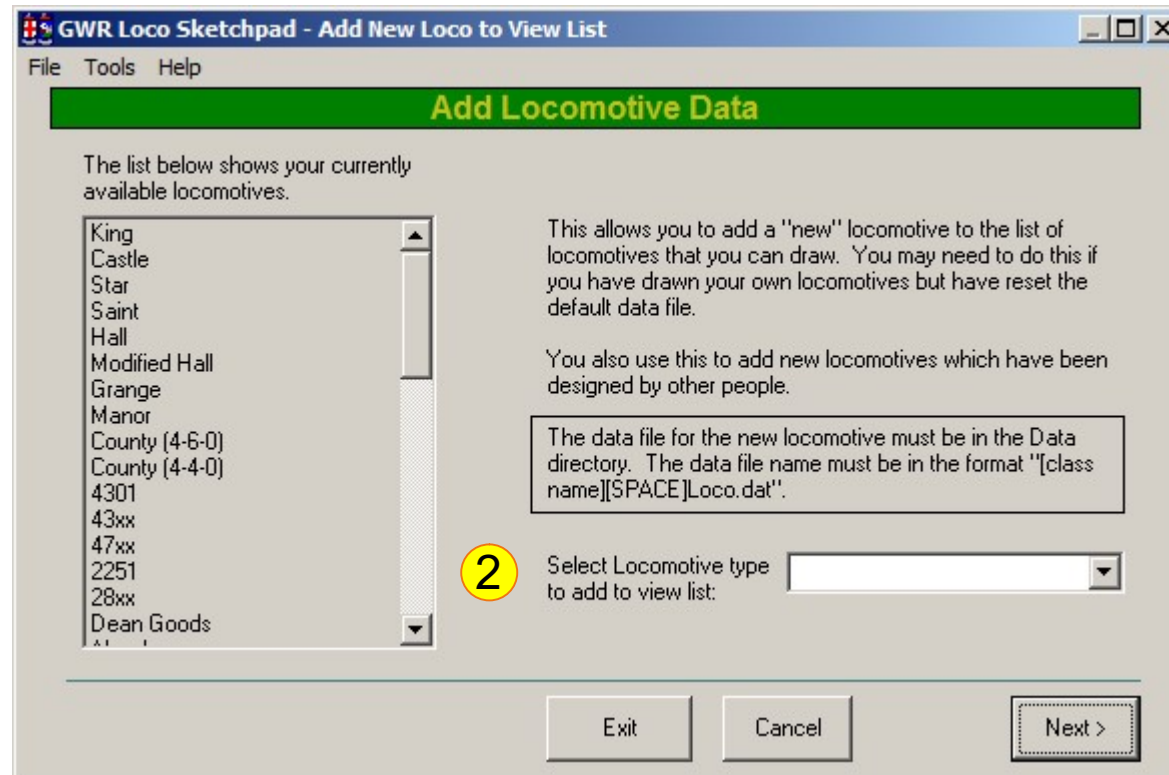 GWR Loco Sketchpad - Add New Loco to View List
File Tools Help
Add Locomotive Data
The list below shows your currently
available locomotives.
King
Castle
Star
Saint
Hall
Modified Hall
Grange
Manor
County (4-6-0)
County (4-4-0)
4301
43xx
47xx
2251
28xx
Dean Goods
This allows you to add a "new" locomotive to the list of
locomotives that you can draw. You may need to do this if
you have drawn your own locomotives but have reset the
default data file.
You also use this to add new locomotives which have been
designed by other people.
The data file for the new locomotive must be in the Data
directory. The data file name must be in the format "[class
name][SPACE]Loco.dat".
2
Select Locomotive type
to add to view list:
Exit
Cancel
Next >